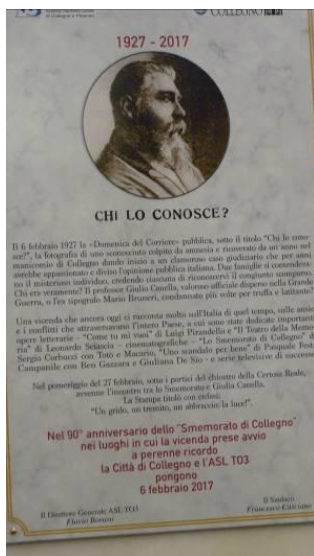 di Collegno e Pinerolo
COLLEGNO
1927 - 2017
CHI LO CONOSCE?
Il 6 febbraio 1927 la «Domenica del Corriere» pubblica, sotto il titolo "Chi lo cono-
sce?", la fotografia di uno sconosciuto colpito da amnesia e ricoverato da un anno nel
manicomio di Collegno dando inizio a un clamoroso caso giudiziario che per anni
avrebbe appassionato e diviso l'opinione pubblica italiana. Due famiglie si contendera
no il misterioso individuo, credendo ciascuna di riconoscervi il congiunto scomparso.
Chi era veramente? Il professor Giulio Canella, valoroso ufficiale disperso nella Grande
Guerra, o l'ex tipografo Mario Bruneri, condannato più volte per truffa e latitante?
Una vicenda che ancora oggi ci racconta molto sull'Italia di quel tempo, sulle ansie
e i conflitti che attraversavano l'intero Paese, a cui sono state dedicate importanti
opere letterarie - "Come tu mi vuoi" di Luigi Pirandello e "Il Teatro della Memo
ria" di Leonardo Sciascia - cinematografiche - "Lo Smemorato di Collegno" di
Sergio Corbucci con Totò e Macario, "Uno scandalo per bene" di Pasquale Festa
Campanile con Ben Gazzara e Giuliana De Sio - e serie televisive di successo
Nel pomeriggio del 27 febbraio, sotto i portici del chiostro della Certosa Reale,
avvenne l'incontro tra lo Smemorato e Giulia Canella.
La Stampa titolò con enfasi:
"Un grido, un tremito, un abbraccio: la luce!".
Nel 90° anniversario dello "Smemorato di Collegno"
nei luoghi in cui la vicenda prese avvio
a perenne ricordo
la Città di Collegno e l'ASL TO3
pongono
6 febbraio 2017
Il Direttore Generale ASL TO3
Flavio Boraso
Il Sindaco
Francesco Casciano